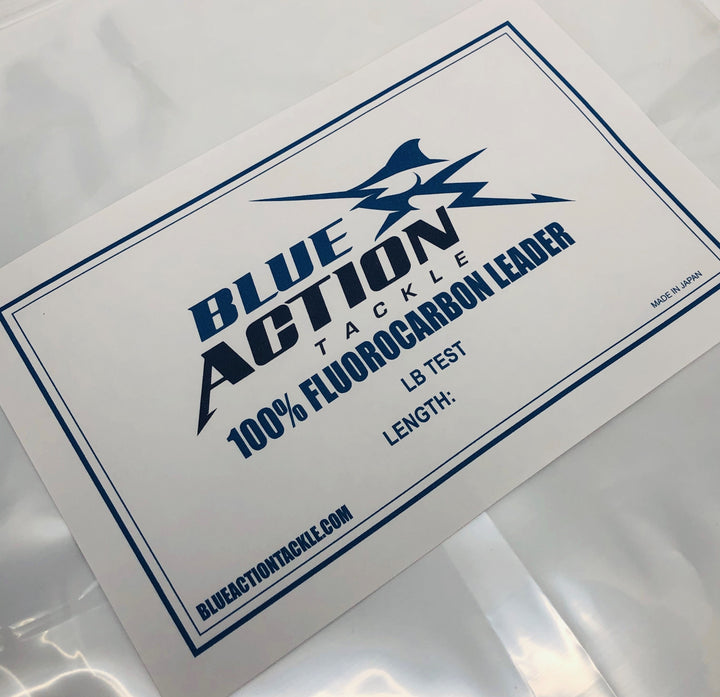 BLUE
ACTION
TACKLE
100% FLUOROCARBON LEADER
LB TEST
LENGTH:
MADE IN JAPAN
BLUEACTIONTACKLE.COM